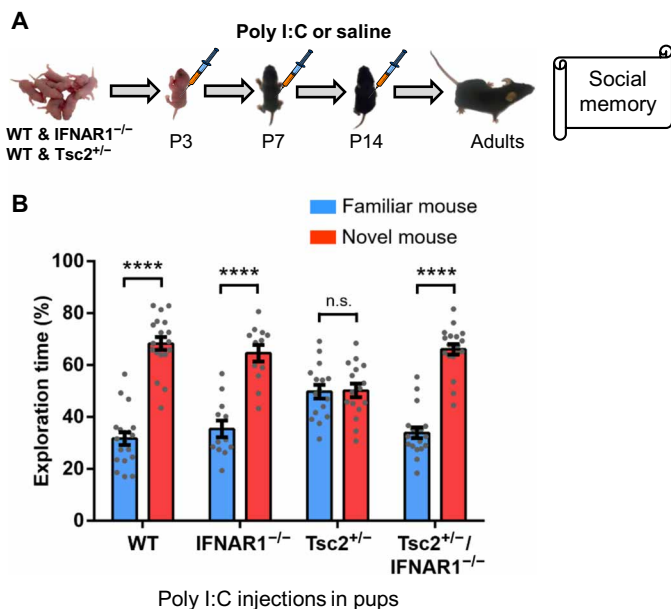 A
Poly I:C or saline
WT & IFNAR1⁻/⁻
WT & Tsc2⁺/⁻
P3
P7
P14
Adults
Social
memory
B
Familiar mouse
Novel mouse
Exploration time (%)
100
80
60
40
20
0
****
****
n.s.
****
WT
IFNAR1⁻/⁻
Tsc2⁺/⁻
Tsc2⁺/⁻/
IFNAR1⁻/⁻
Poly I:C injections in pups